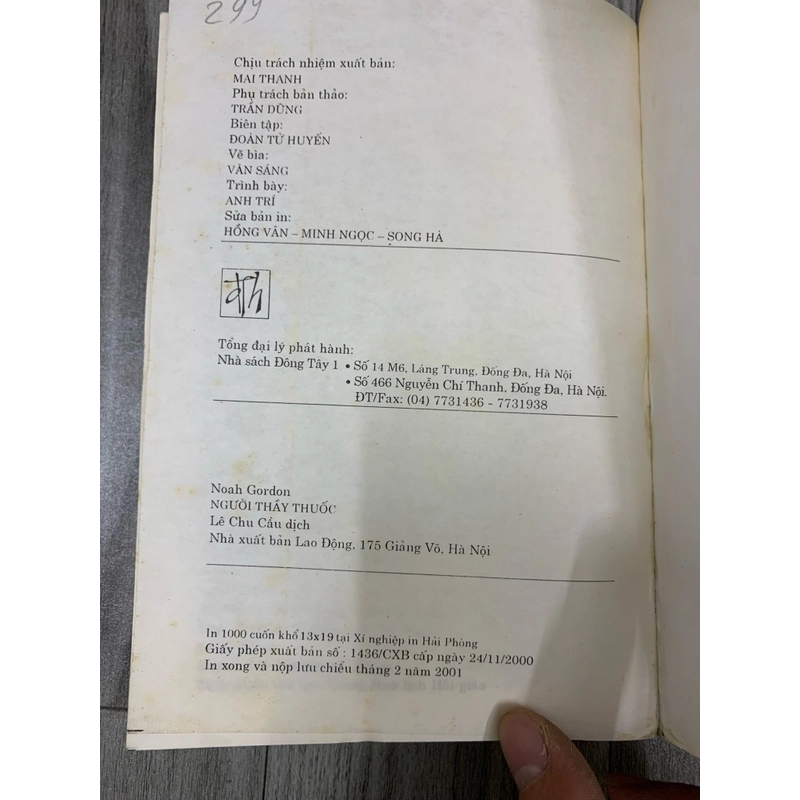 299
Chịu trách nhiệm xuất bản:
MAI THANH
Phụ trách bản thảo:
TRẦN DŨNG
Biên tập:
ĐOÀN TỬ HUYẾN
Vẽ bìa:
VĂN SÁNG
Trình bày:
ANH TRÍ
Sửa bản in:
HỒNG VÂN – MINH NGỌC – SONG HÀ
Tổng đại lý phát hành:
Nhà sách Đông Tây 1 • Số 14 M6, Láng Trung, Đống Đa, Hà Nội
• Số 466 Nguyễn Chí Thanh, Đống Đa, Hà Nội.
ĐT/Fax: (04) 7731436 - 7731938
Noah Gordon
NGƯỜI THẦY THUỐC
Lê Chu Cầu dịch
Nhà xuất bản Lao Động, 175 Giảng Võ, Hà Nội
In 1000 cuốn khổ 13x19 tại Xí nghiệp in Hải Phòng
Giấy phép xuất bản số : 1436/CXB cấp ngày 24/11/2000
In xong và nộp lưu chiểu tháng 2 năm 2001